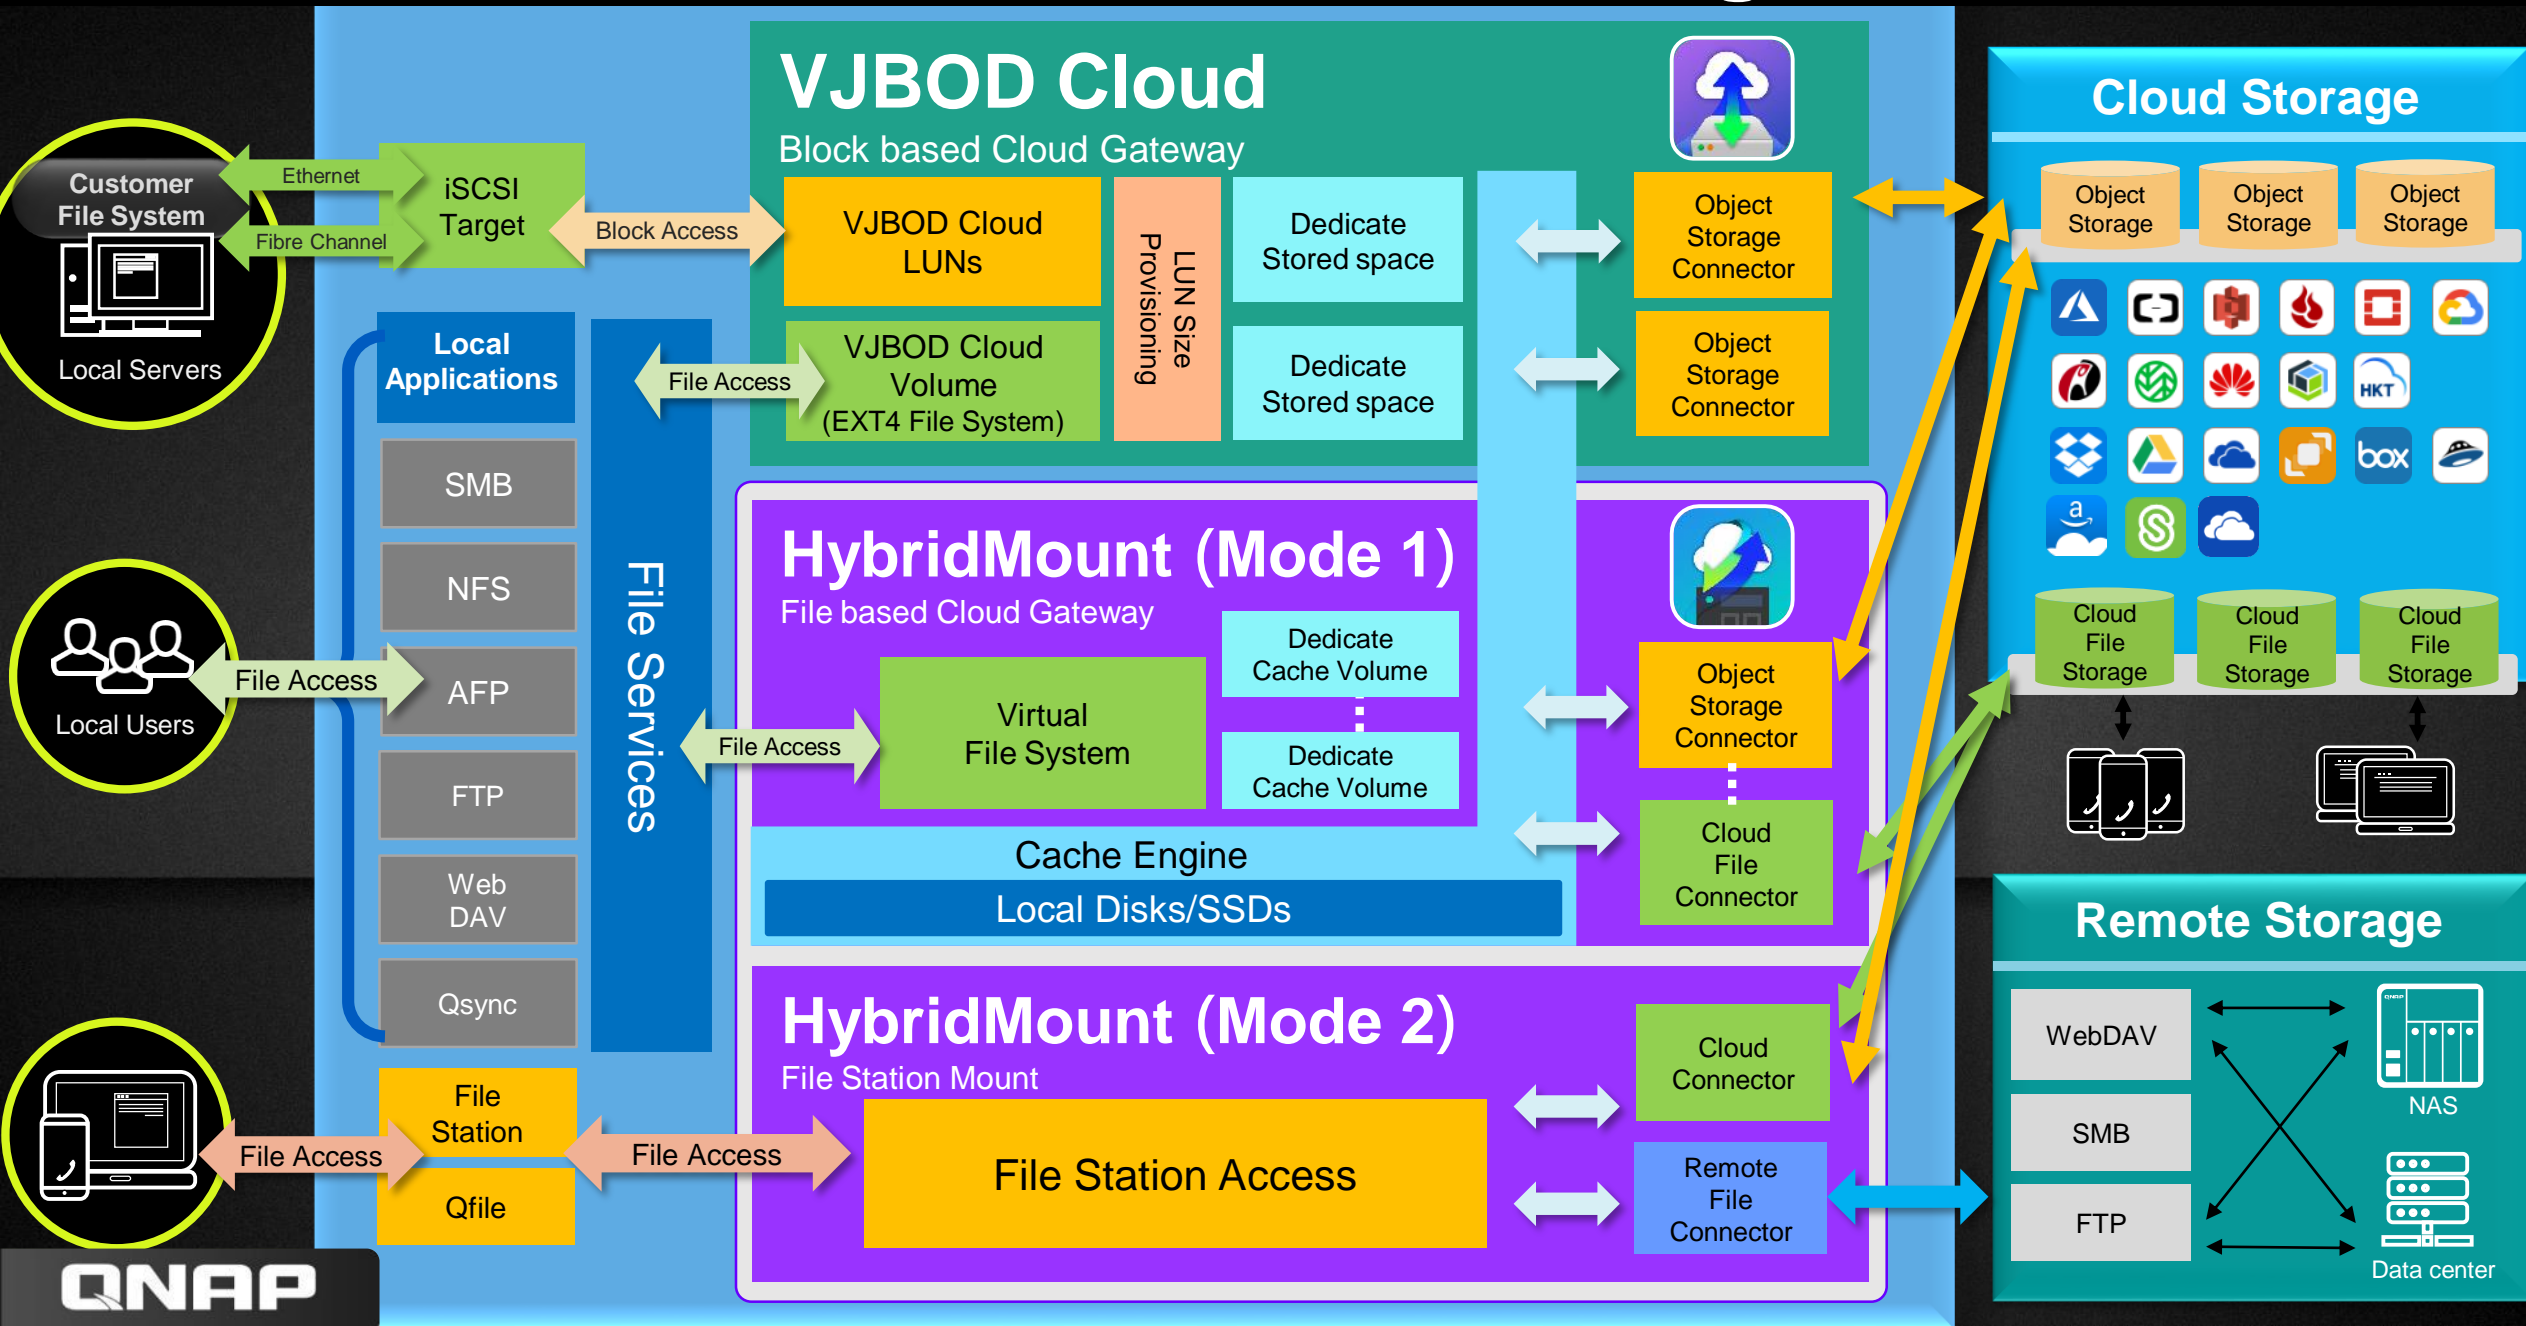 VJBOD Cloud
Block based Cloud Gateway
Customer
File System
Local Servers
Ethernet
Fibre Channel
iSCSI
Target
Block Access
VJBOD Cloud
LUNs
LUN Size
Provisioning
Dedicate
Stored space
Object
Storage
Connector
File Access
VJBOD Cloud
Volume
(EXT4 File System)
Dedicate
Stored space
Object
Storage
Connector
Local
Applications
SMB
NFS
AFP
FTP
Web
DAV
Qsync
File Services
Local Users
File Access
HybridMount (Mode 1)
File based Cloud Gateway
File Access
Virtual
File System
Dedicate
Cache Volume
Dedicate
Cache Volume
Object
Storage
Connector
Cloud
File
Connector
Cache Engine
Local Disks/SSDs
HybridMount (Mode 2)
File Station Mount
File Access
File
Station
Qfile
File Access
File Station Access
Cloud
Connector
Remote
File
Connector
Cloud Storage
Object
Storage
Object
Storage
Object
Storage
HKT
box
a
S
Cloud
File
Storage
Cloud
File
Storage
Cloud
File
Storage
Remote Storage
WebDAV
SMB
FTP
QNAP
NAS
Data center
QNAP